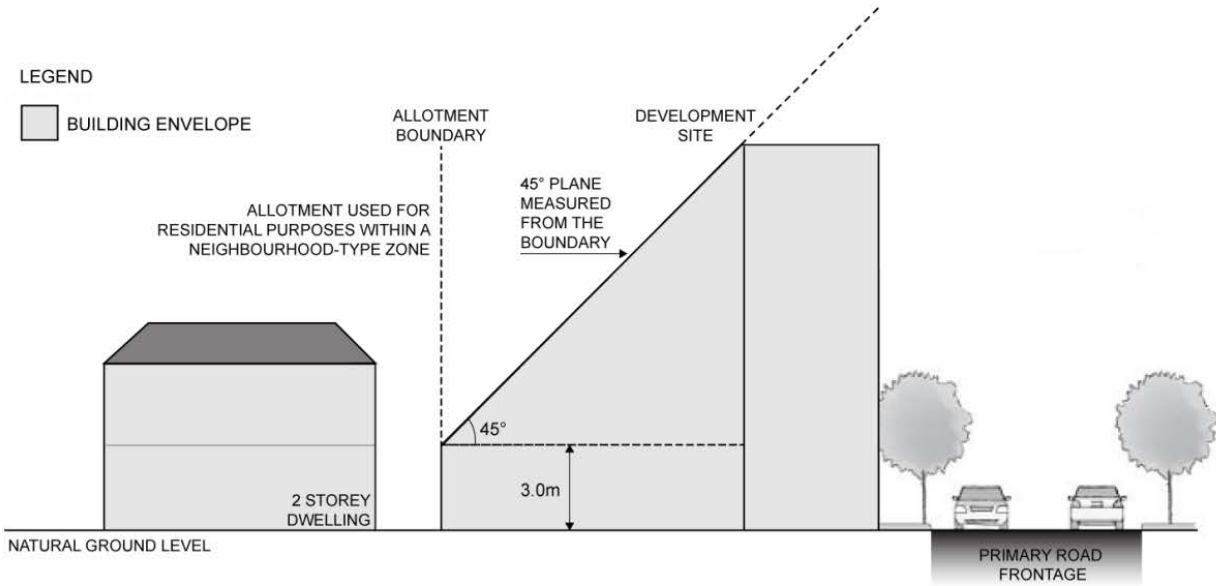 LEGEND
BUILDING ENVELOPE
ALLOTMENT
BOUNDARY
DEVELOPMENT
SITE
45° PLANE
MEASURED
FROM THE
BOUNDARY
ALLOTMENT USED FOR
RESIDENTIAL PURPOSES WITHIN A
NEIGHBOURHOOD-TYPE ZONE
45°
3.0m
2 STOREY
DWELLING
NATURAL GROUND LEVEL
PRIMARY ROAD
FRONTAGE